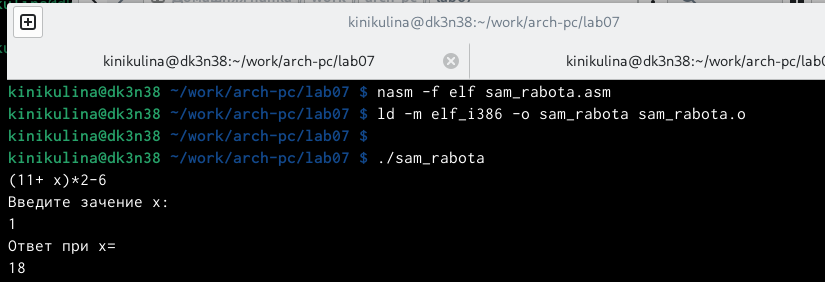 kinikulina@dk3n38:~/work/arch-pc/lab07
kinikulina@dk3n38:~/work/arch-pc/lab07
kinikulina@dk3n38:~/work/arch-pc/lab0
kinikulina@dk3n38 ~/work/arch-pc/lab07 $ nasm -f elf sam_rabota.asm
kinikulina@dk3n38 ~/work/arch-pc/lab07 $ ld -m elf_i386 -o sam_rabota sam_rabota.o
kinikulina@dk3n38 ~/work/arch-pc/lab07 $
kinikulina@dk3n38 ~/work/arch-pc/lab07 $ ./sam_rabota
(11+ x)*2-6
Введите зачение х:
1
Ответ при х=
18